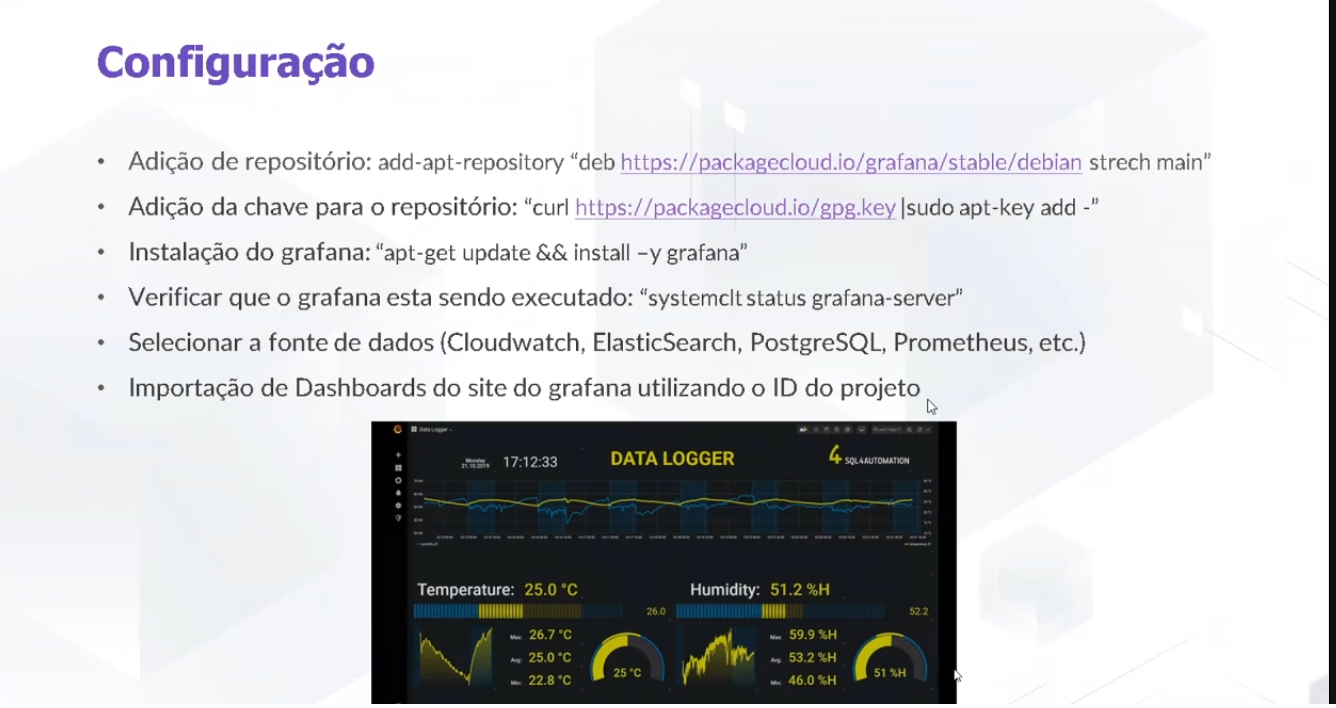 Configuração
• Adição de repositório: add-apt-repository “deb https://packagecloud.io/grafana/stable/debian strech main”
• Adição da chave para o repositório: “curl https://packagecloud.io/gpg.key |sudo apt-key add -”
• Instalação do grafana: “apt-get update && install –y grafana”
• Verificar que o grafana esta sendo executado: “systemclt status grafana-server”
• Selecionar a fonte de dados (Cloudwatch, ElasticSearch, PostgreSQL, Prometheus, etc.)
• Importação de Dashboards do site do grafana utilizando o ID do projeto
Data Logger
Monday
21.10.2019
17:12:33
DATA LOGGER
4 SQL4AUTOMATION
Temperature: 25.0 °C
Humidity: 51.2 %H
26.0
52.2
Max: 26.7 °C
Avg: 25.0 °C
Min: 22.8 °C
25 °C
Max: 59.9 %H
Avg: 53.2 %H
Min: 46.0 %H
51 %H